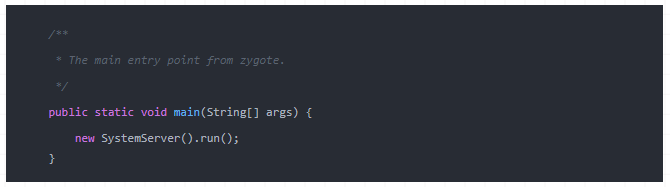 /**
* The main entry point from zygote.
*/
public static void main(String[] args) {
new SystemServer().run();
}